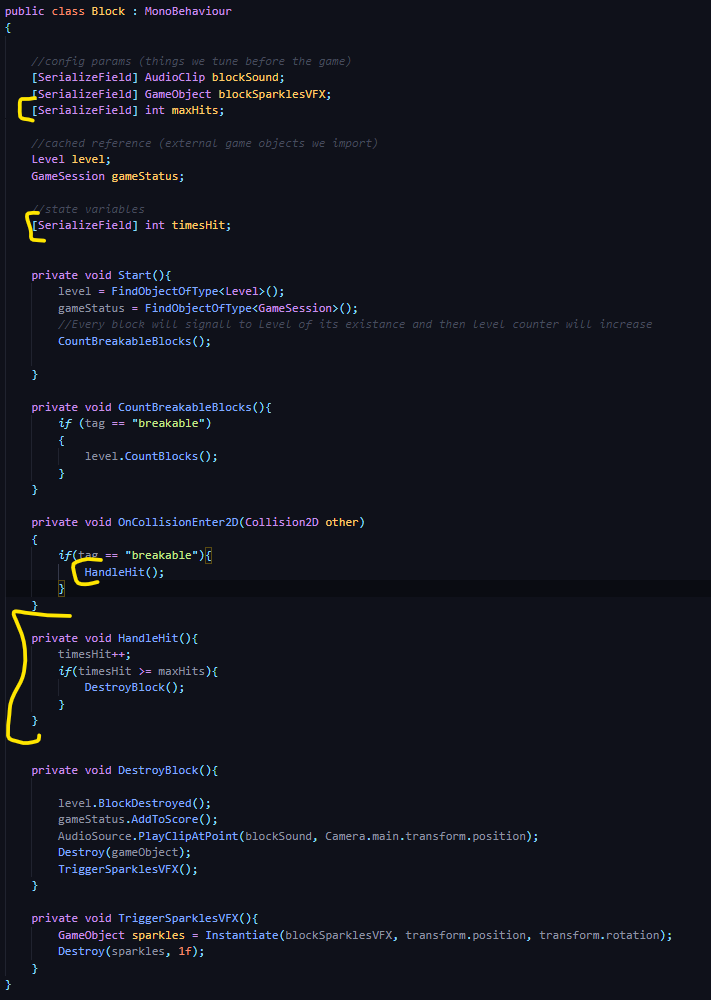 public class Block : MonoBehaviour
{
//config params (things we tune before the game)
[SerializeField] AudioClip blockSound;
[SerializeField] GameObject blockSparklesVFX;
[SerializeField] int maxHits;
//cached reference (external game objects we import)
Level level;
GameSession gameStatus;
//state variables
[SerializeField] int timesHit;
private void Start(){
level = FindObjectOfType<Level>();
gameStatus = FindObjectOfType<GameSession>();
//Every block will signall to Level of its existance and then level counter will increase
CountBreakableBlocks();
}
private void CountBreakableBlocks(){
if (tag == "breakable")
{
level.CountBlocks();
}
}
private void OnCollisionEnter2D(Collision2D other)
{
if(tag == "breakable"){
HandleHit();
}
}
private void HandleHit(){
timesHit++;
if(timesHit >= maxHits){
DestroyBlock();
}
}
private void DestroyBlock(){
level.BlockDestroyed();
gameStatus.AddToScore();
AudioSource.PlayClipAtPoint(blockSound, Camera.main.transform.position);
Destroy(gameObject);
TriggerSparklesVFX();
}
private void TriggerSparklesVFX(){
GameObject sparkles = Instantiate(blockSparklesVFX, transform.position, transform.rotation);
Destroy(sparkles, 1f);
}
}